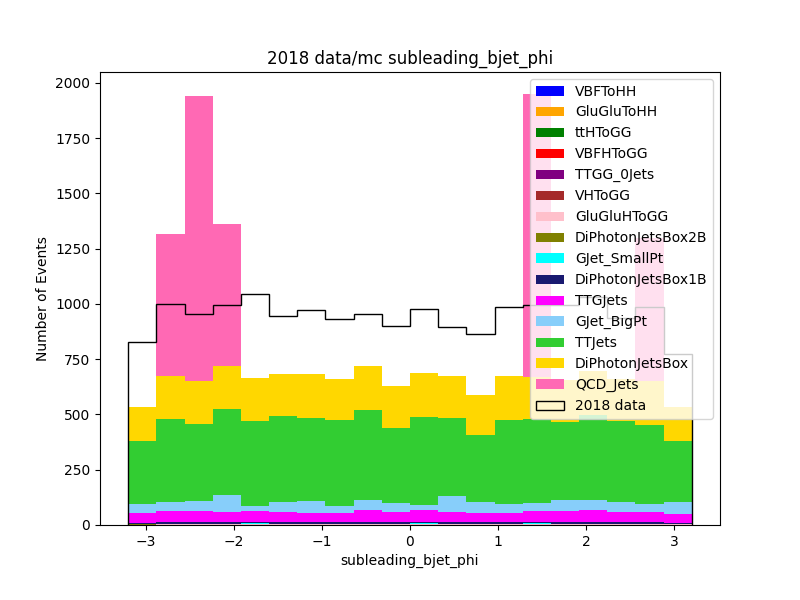 2018 data/mc subleading_bjet_phi
Number of Events
2000
1750
1500
1250
1000
750
500
250
0
−3
−2
−1
0
1
2
3
subleading_bjet_phi
VBFToHH
GluGluToHH
ttHToGG
VBFHToGG
TTGG_0Jets
VHToGG
GluGluHToGG
DiPhotonJetsBox2B
GJet_SmallPt
DiPhotonJetsBox1B
TTGJets
GJet_BigPt
TTJets
DiPhotonJetsBox
QCD_Jets
2018 data